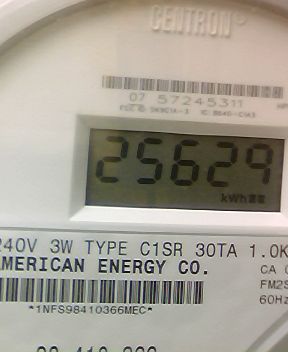 CENTRON®
07 57245311
25629
kWh
240V 3W TYPE C1SR 30TA 1.0K
AMERICAN ENERGY CO.
CA
FM2S
60Hz
*1NFS98410366MEC*